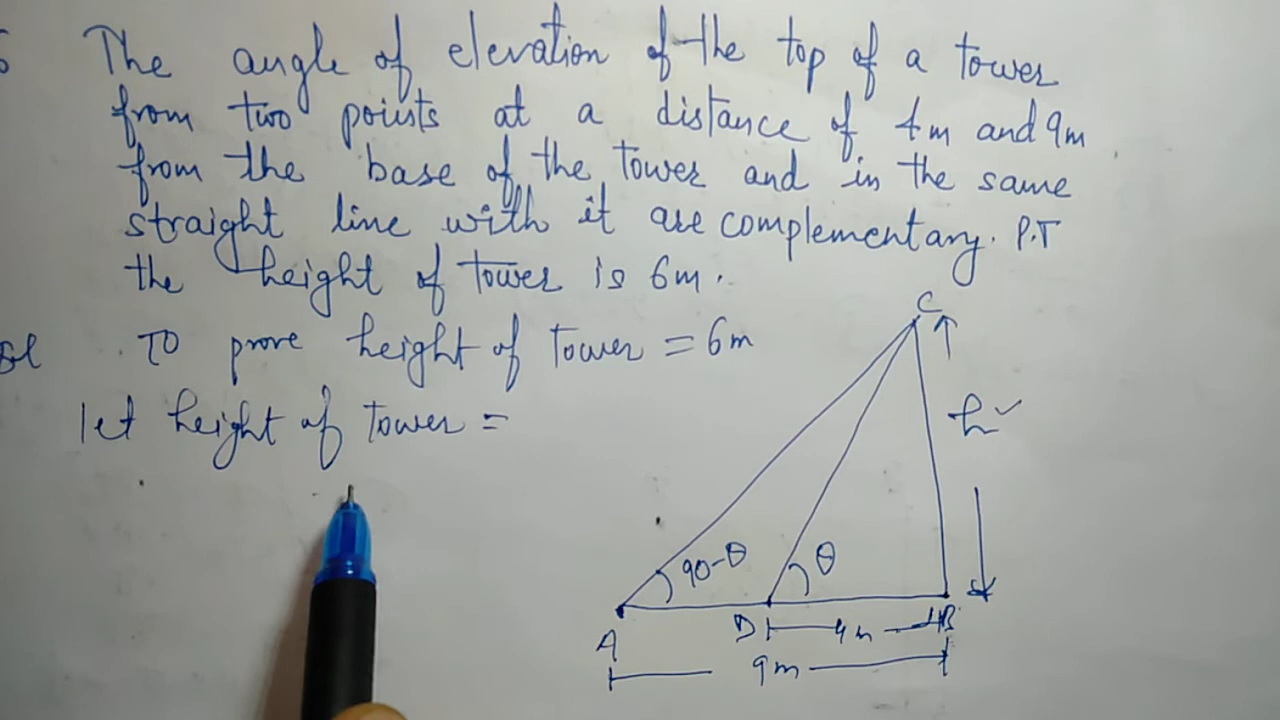 5 The angle of elevation of the top of a tower
from two points at a distance of 4m and 9m
from the base of the tower and in the same
straight line with it are complementary. P.T
the height of tower is 6m.
Sol To prove height of tower = 6m
let height of tower =
C
h
90-θ
θ
A
D
4m
B
9m